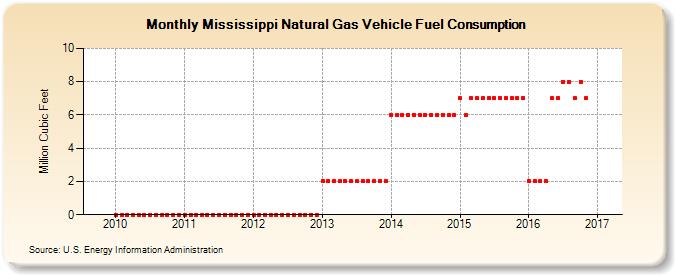 Monthly Mississippi Natural Gas Vehicle Fuel Consumption
Million Cubic Feet
10
8
6
4
2
0
2010 2011 2012 2013 2014 2015 2016 2017
Source: U.S. Energy Information Administration